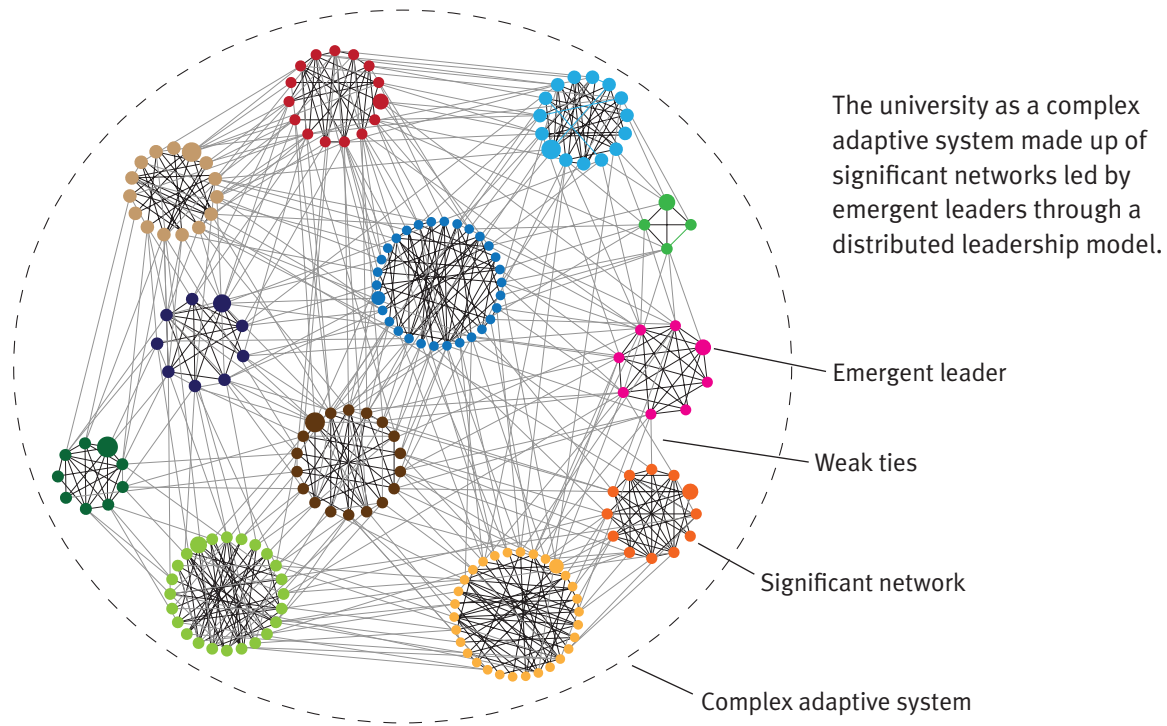 The university as a complex
adaptive system made up of
significant networks led by
emergent leaders through a
distributed leadership model.
Emergent leader
Weak ties
Significant network
Complex adaptive system